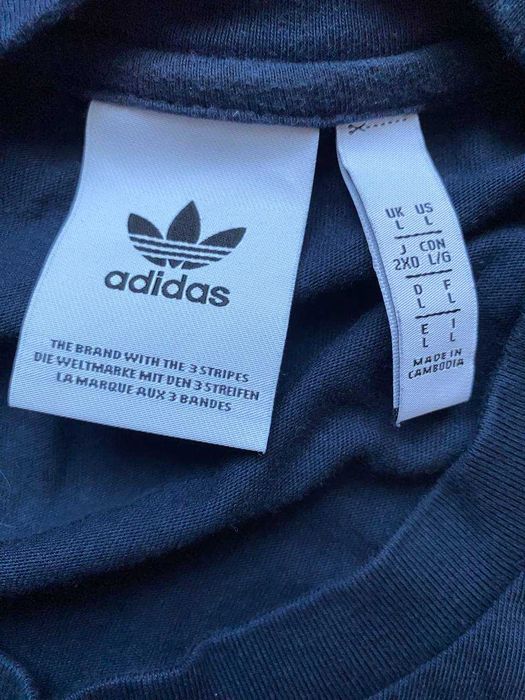 adidas
THE BRAND WITH THE 3 STRIPES
DIE WELTMARKE MIT DEN 3 STREIFEN
LA MARQUE AUX 3 BANDES
UK US
L L
J CON
2XO L/G
D F
L L
E I
L L
MADE IN
CAMBODIA